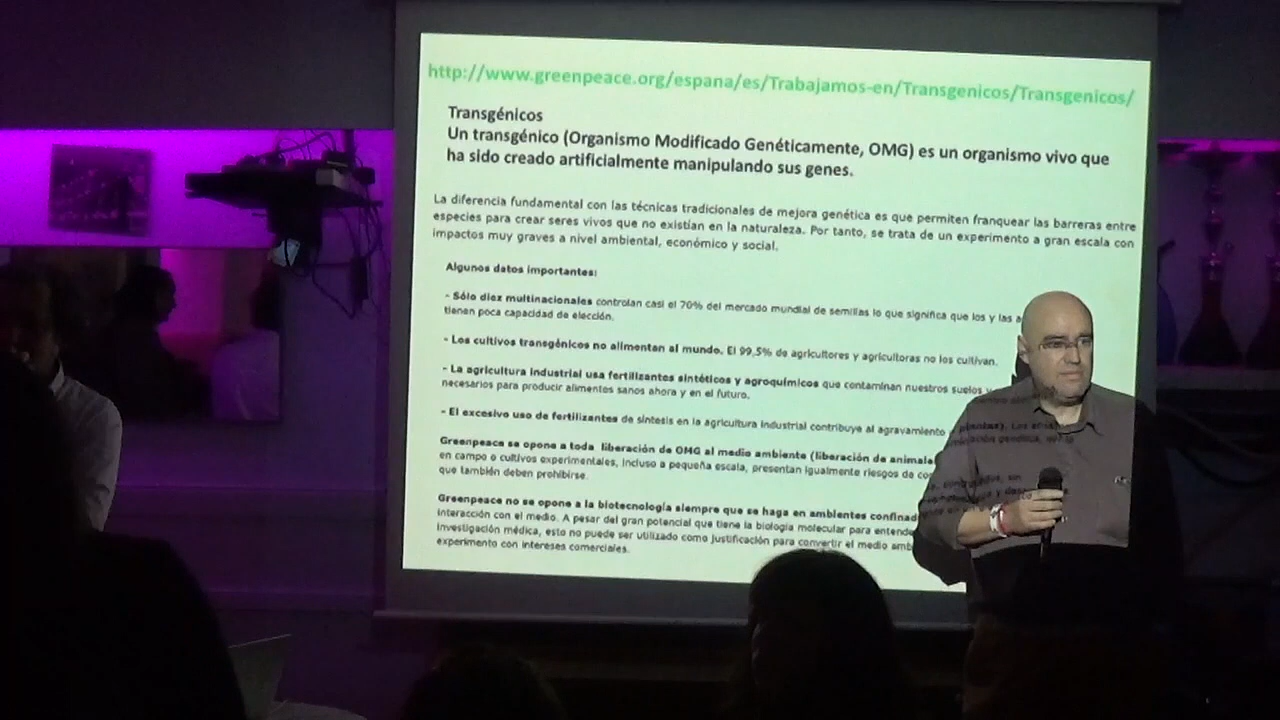 http://www.greenpeace.org/espana/es/Trabajamos-en/Transgenicos/Transgenicos/
Transgénicos
Un transgénico (Organismo Modificado Genéticamente, OMG) es un organismo vivo que
ha sido creado artificialmente manipulando sus genes.
La diferencia fundamental con las técnicas tradicionales de mejora genética es que permiten franquear las barreras entre
especies para crear seres vivos que no existían en la naturaleza. Por tanto, se trata de un experimento a gran escala con
impactos muy graves a nivel ambiental, económico y social.
Algunos datos importantes:
- Sólo diez multinacionales controlan casi el 70% del mercado mundial de semillas lo que significa que los y las
tienen poca capacidad de elección.
- Los cultivos transgénicos no alimentan al mundo. El 99,5% de agricultores y agricultoras no los cultivan.
- La agricultura industrial usa fertilizantes sintéticos y agroquímicos que contaminan nuestros suelos y
necesarios para producir alimentos sanos ahora y en el futuro.
- El excesivo uso de fertilizantes de síntesis en la agricultura industrial contribuye al agravamiento
Greenpeace se opone a toda liberación de OMG al medio ambiente (liberación de animales plantas). Los
en campo o cultivos experimentales, incluso a pequeña escala, presentan igualmente riesgos de
que también deben prohibirse.
Greenpeace no se opone a la biotecnología siempre que se haga en ambientes
interacción con el medio. A pesar del gran potencial que tiene la biología molecular para
investigación médica, esto no puede ser utilizado como justificación para convertir el medio
experimento con intereses comerciales.